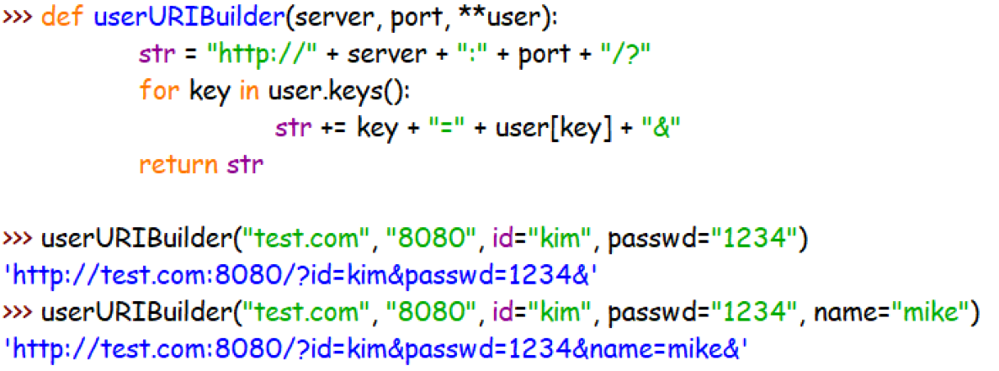 >>> def userURIBuilder(server, port, **user):
str = "http://" + server + ":" + port + "/?"
for key in user.keys():
str += key + "=" + user[key] + "&"
return str
>>> userURIBuilder("test.com", "8080", id="kim", passwd="1234")
'http://test.com:8080/?id=kim&passwd=1234&'
>>> userURIBuilder("test.com", "8080", id="kim", passwd="1234", name="mike")
'http://test.com:8080/?id=kim&passwd=1234&name=mike&'